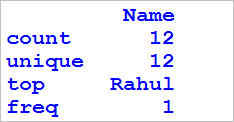 Name
count 12
unique 12
top Rahul
freq 1